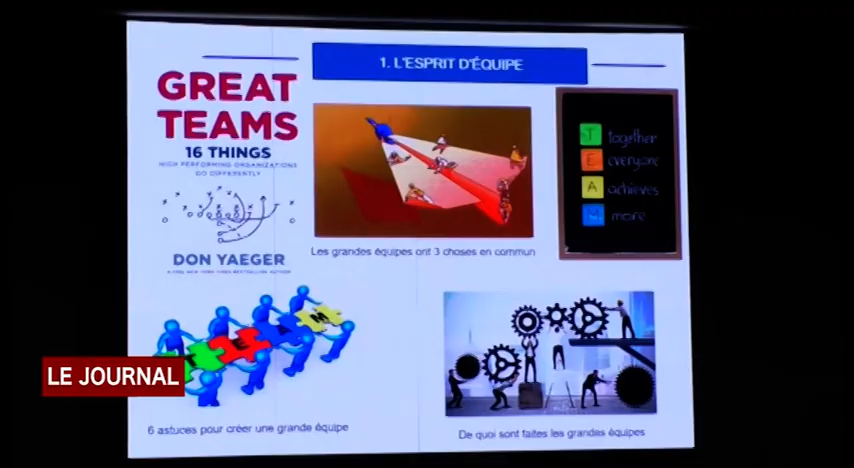 1. L'ESPRIT D'ÉQUIPE
GREAT
TEAMS
16 THINGS
HIGH PERFORMING ORGANIZATIONS
DO DIFFERENTLY
DON YAEGER
T together
E everyone
A achieves
M more
Les grandes équipes ont 3 choses en commun
T E A M
LE JOURNAL
6 astuces pour créer une grande équipe
De quoi sont faites les grandes équipes